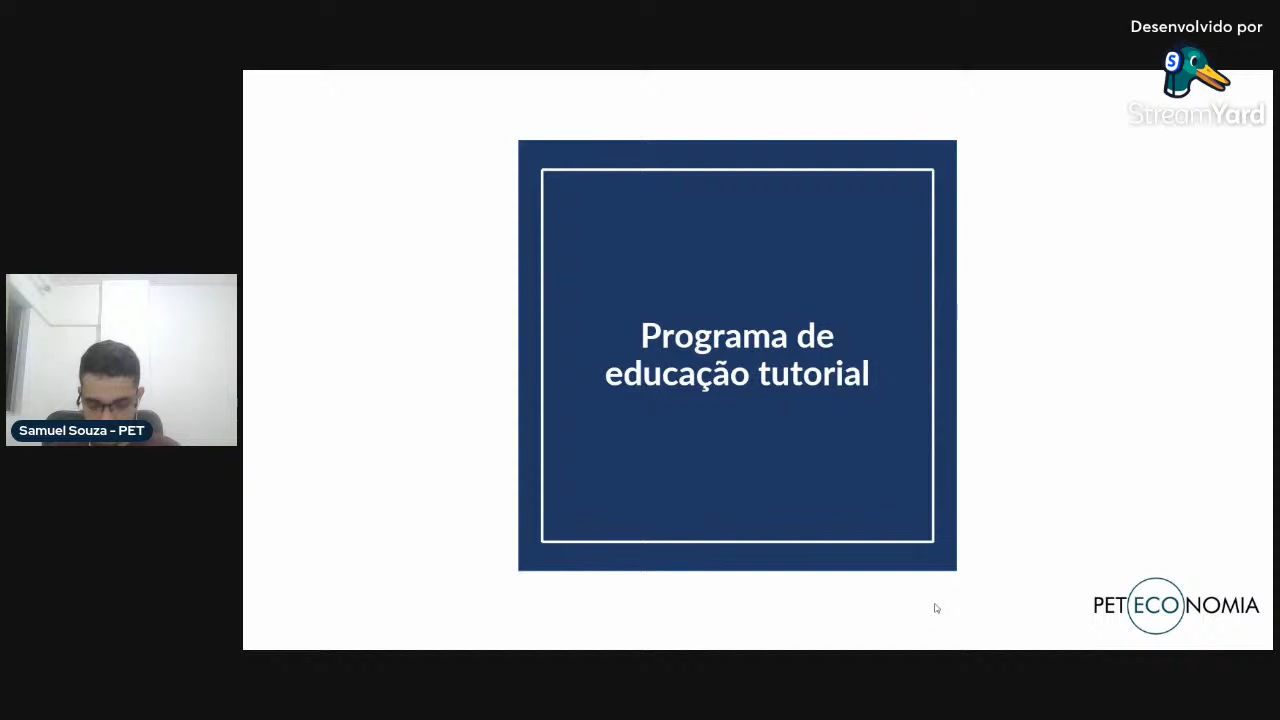 Desenvolvido por
S
StreamYard
Programa de
educação tutorial
Samuel Souza - PET
PET ECO NOMIA